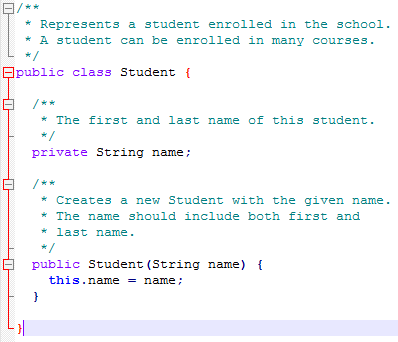 /**
 * Represents a student enrolled in the school.
 * A student can be enrolled in many courses.
 */
public class Student {
  /**
   * The first and last name of this student.
   */
  private String name;
  /**
   * Creates a new Student with the given name.
   * The name should include both first and
   * last name.
   */
  public Student(String name) {
    this.name = name;
  }
}